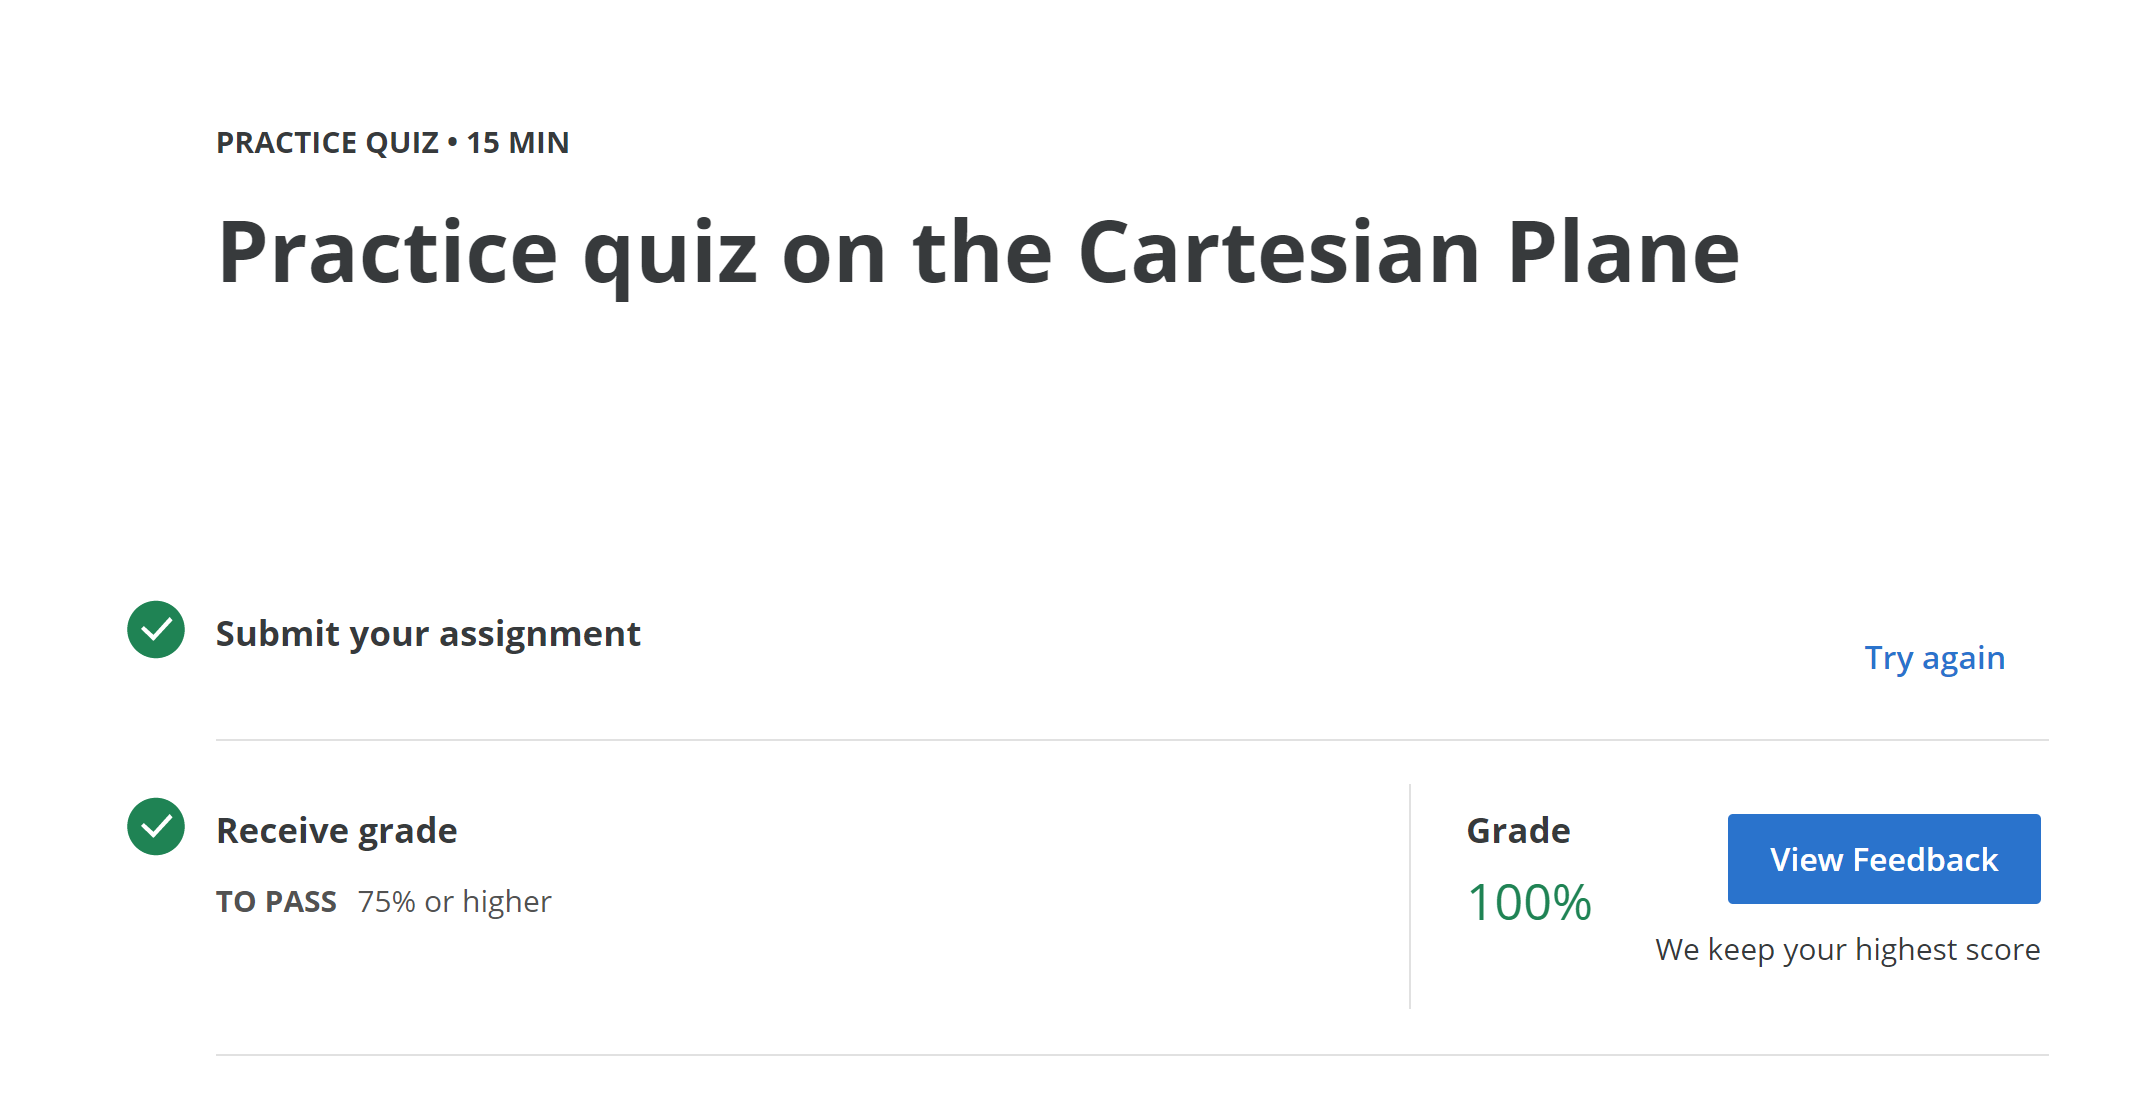 PRACTICE QUIZ • 15 MIN
Practice quiz on the Cartesian Plane
Submit your assignment
Try again
Receive grade
TO PASS 75% or higher
Grade
100%
View Feedback
We keep your highest score